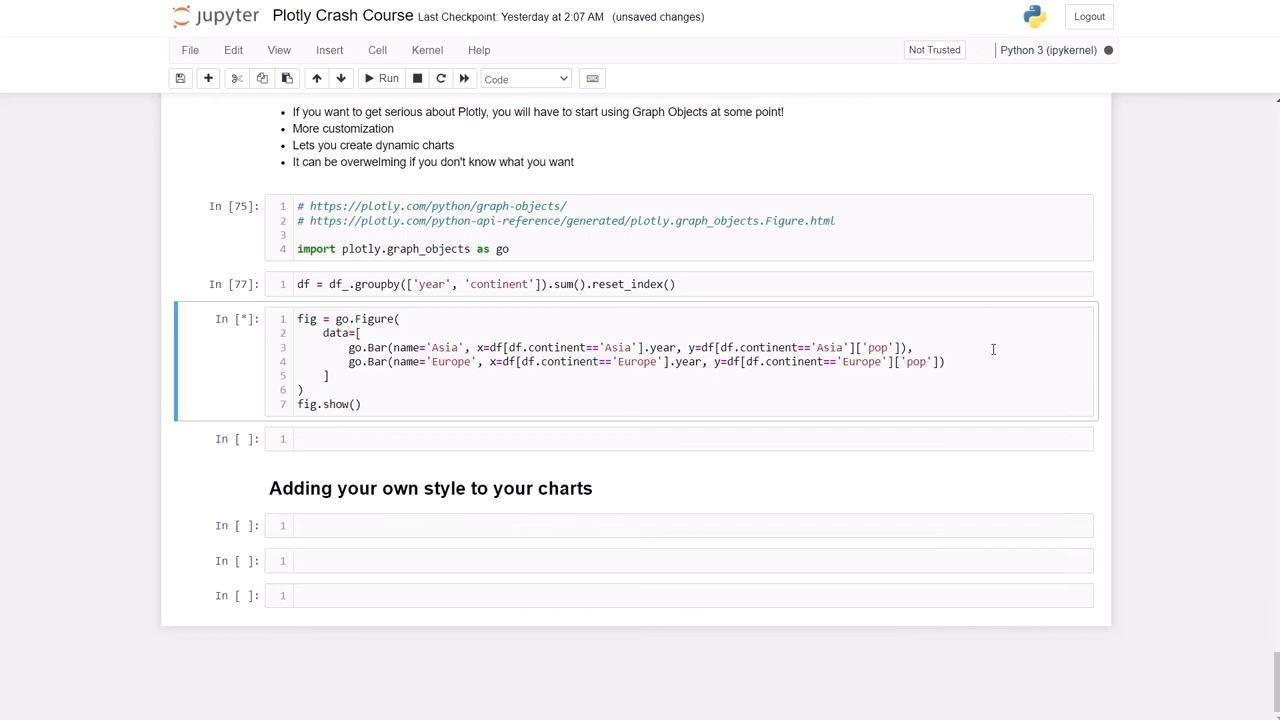 jupyter Plotly Crash Course Last Checkpoint: Yesterday at 2:07 AM (unsaved changes) Logout
File Edit View Insert Cell Kernel Help Not Trusted Python 3 (ipykernel)
Run Code
If you want to get serious about Plotly, you will have to start using Graph Objects at some point!
More customization
Lets you create dynamic charts
It can be overwelming if you don't know what you want
In [75]: 1 # https://plotly.com/python/graph-objects/
2 # https://plotly.com/python-api-reference/generated/plotly.graph_objects.Figure.html
3
4 import plotly.graph_objects as go
In [77]: 1 df = df_.groupby(['year', 'continent']).sum().reset_index()
In [*]: 1 fig = go.Figure(
2 data=[
3 go.Bar(name='Asia', x=df[df.continent=='Asia'].year, y=df[df.continent=='Asia']['pop']),
4 go.Bar(name='Europe', x=df[df.continent=='Europe'].year, y=df[df.continent=='Europe']['pop'])
5 ]
6 )
7 fig.show()
In [ ]: 1
Adding your own style to your charts
In [ ]: 1
In [ ]: 1
In [ ]: 1